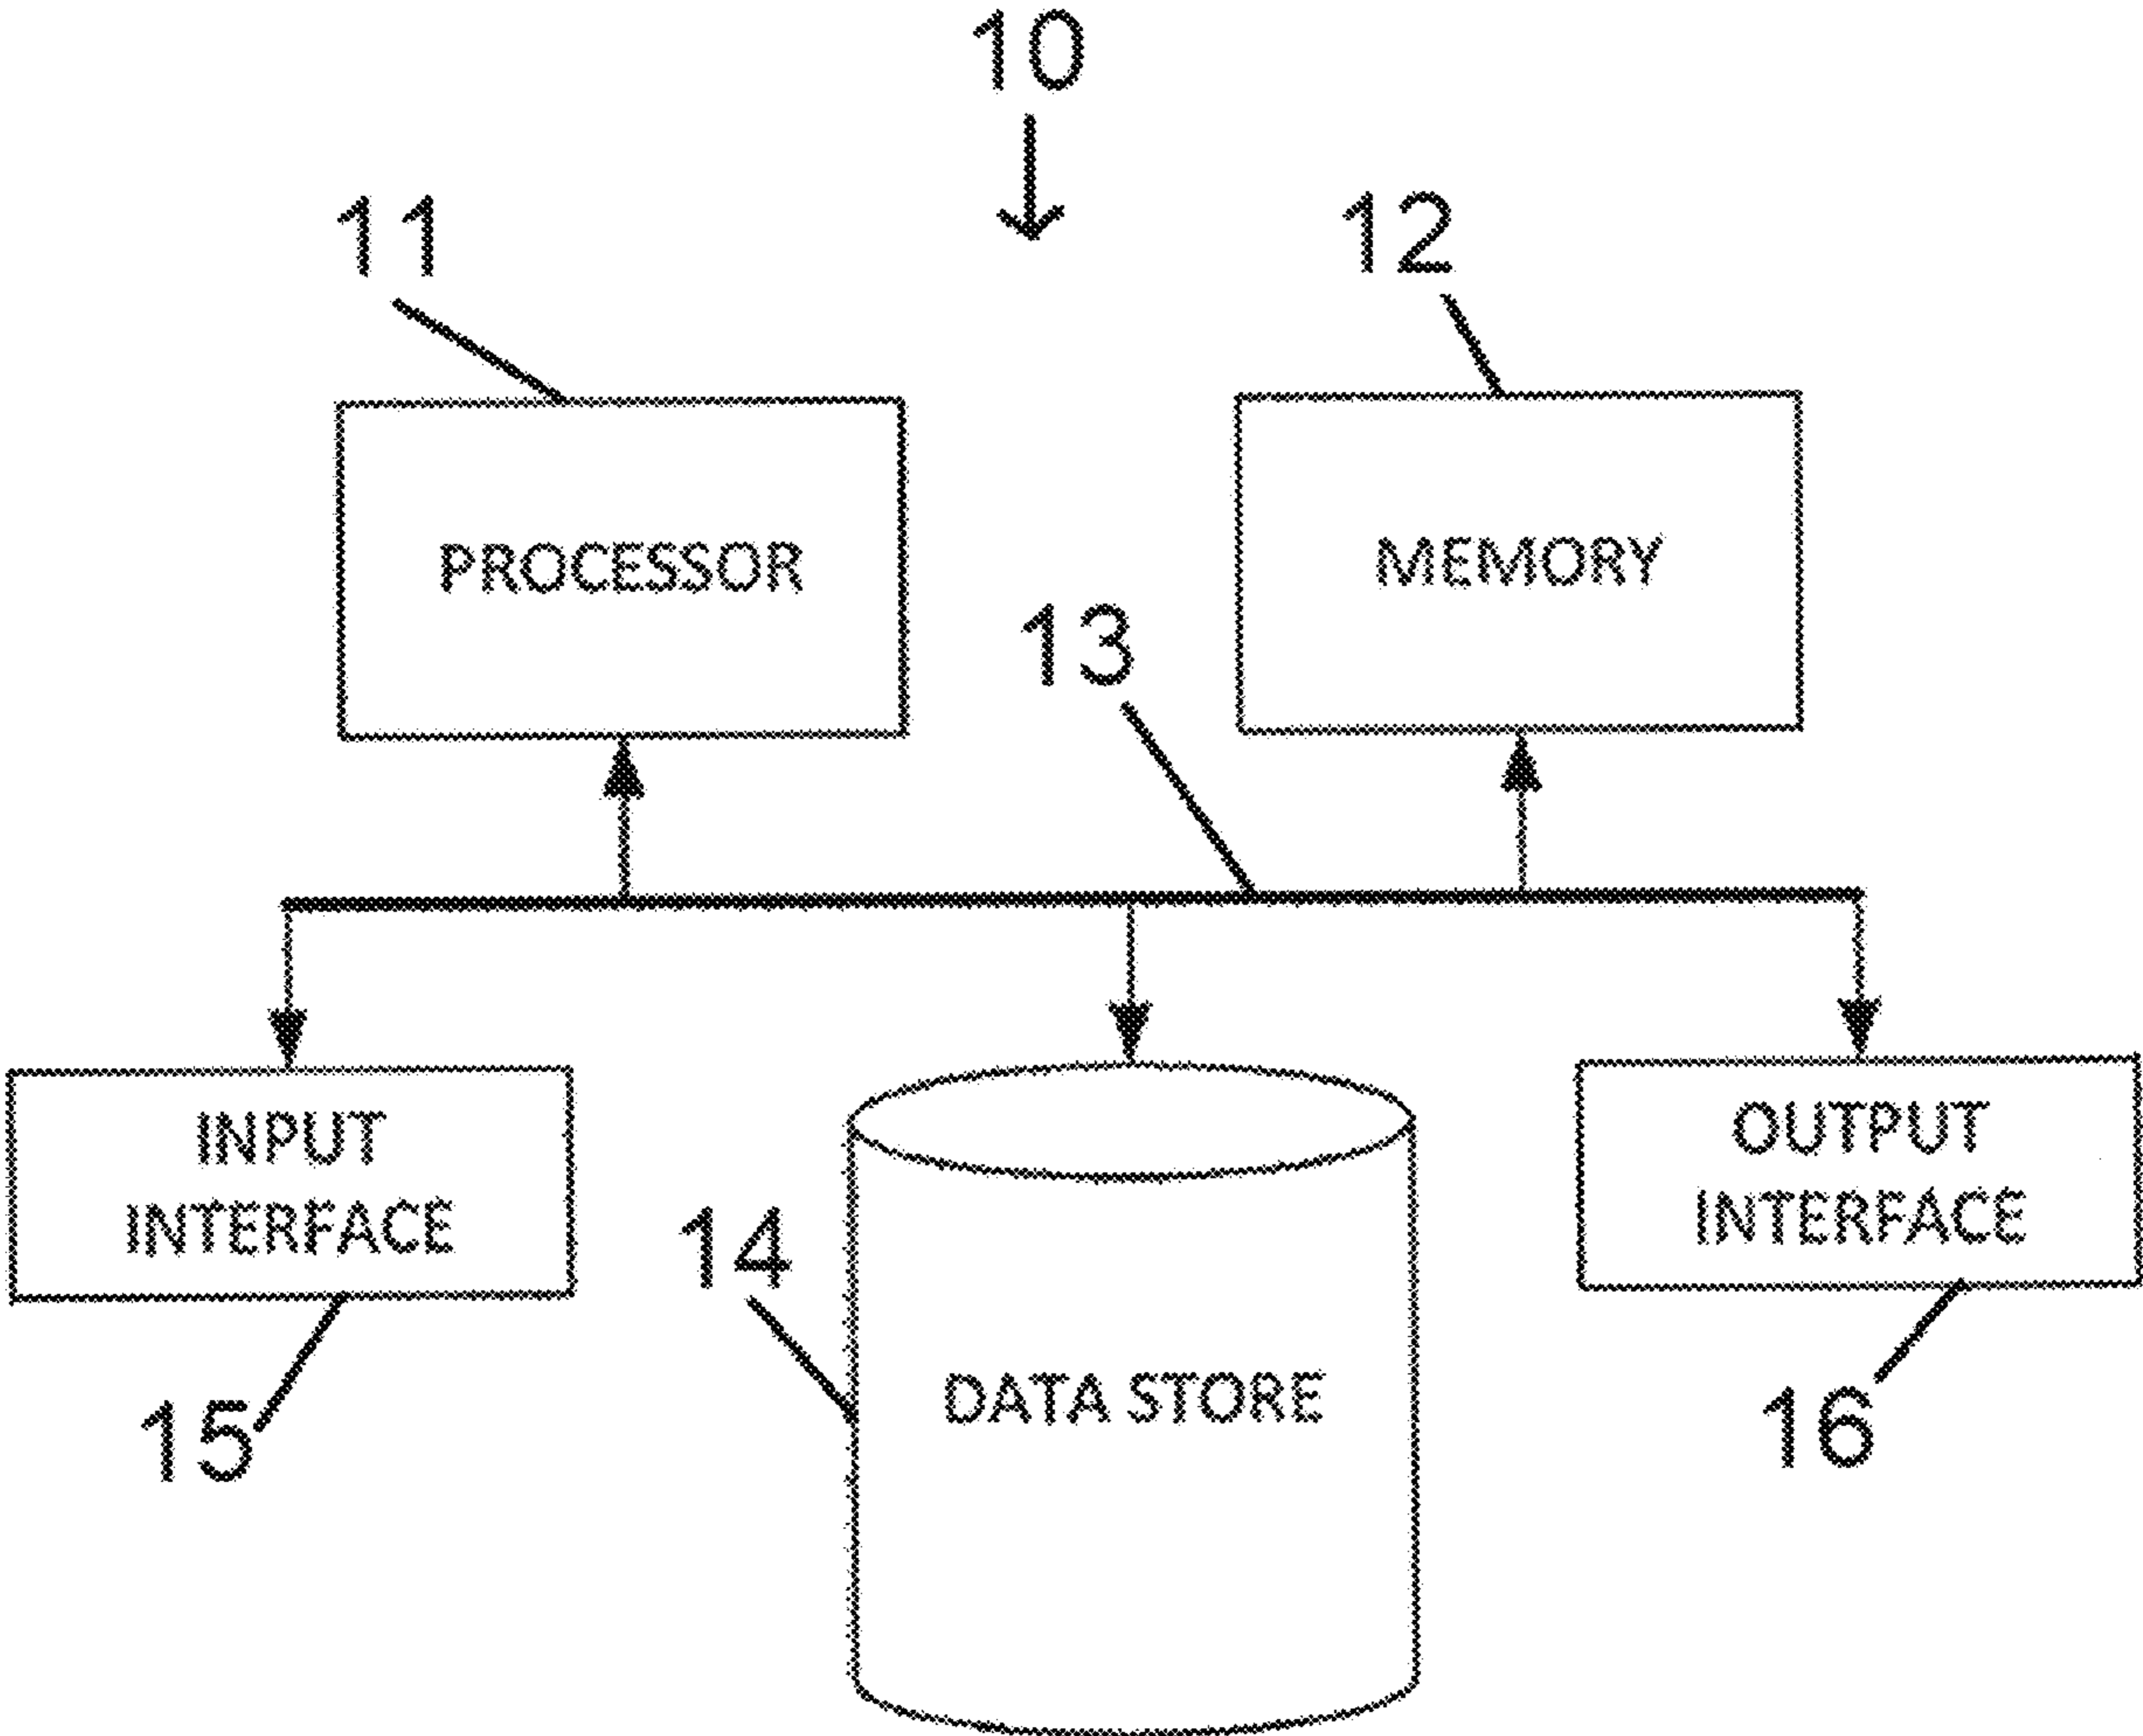 10
11
12
PROCESSOR
MEMORY
13
INPUT
INTERFACE
OUTPUT
INTERFACE
14
DATA STORE
15
16